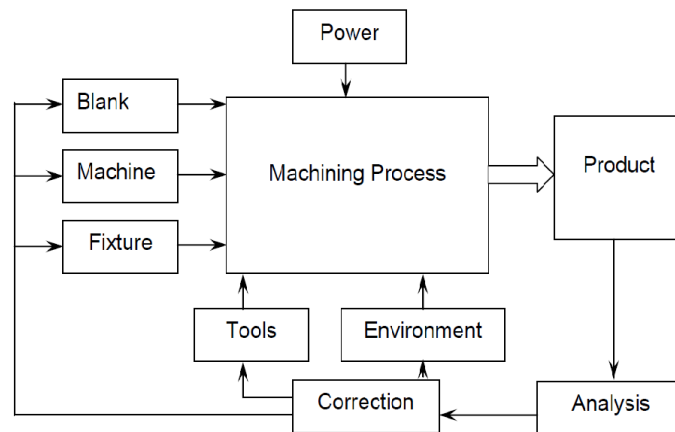 Power
Blank
Machine
Fixture
Machining Process
Product
Tools
Environment
Correction
Analysis